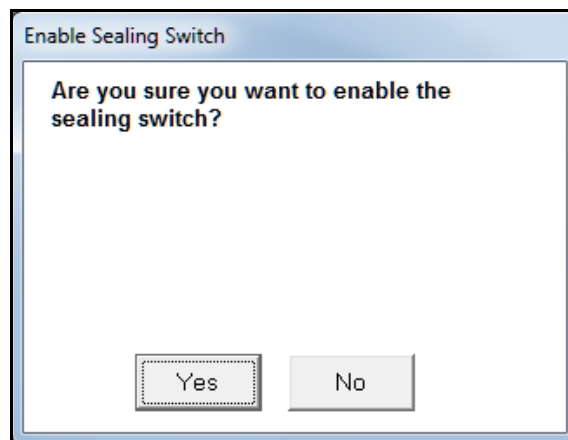 Enable Sealing Switch
Are you sure you want to enable the
sealing switch?
Yes
No